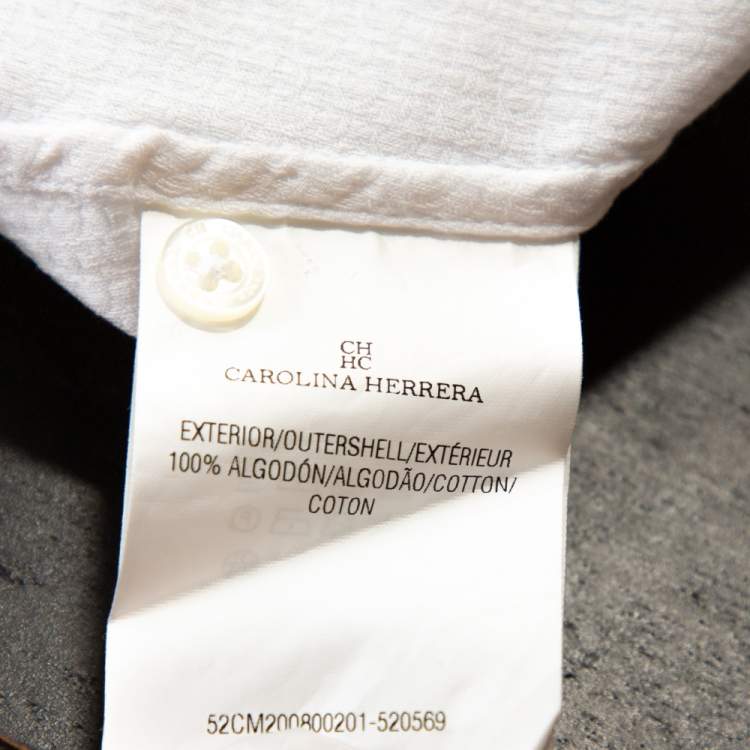 CH
HC
CAROLINA HERRERA
EXTERIOR/OUTERSHELL/EXTÉRIEUR
100% ALGODÓN/ALGODÃO/COTTON/
COTON
52CM200800201-520569